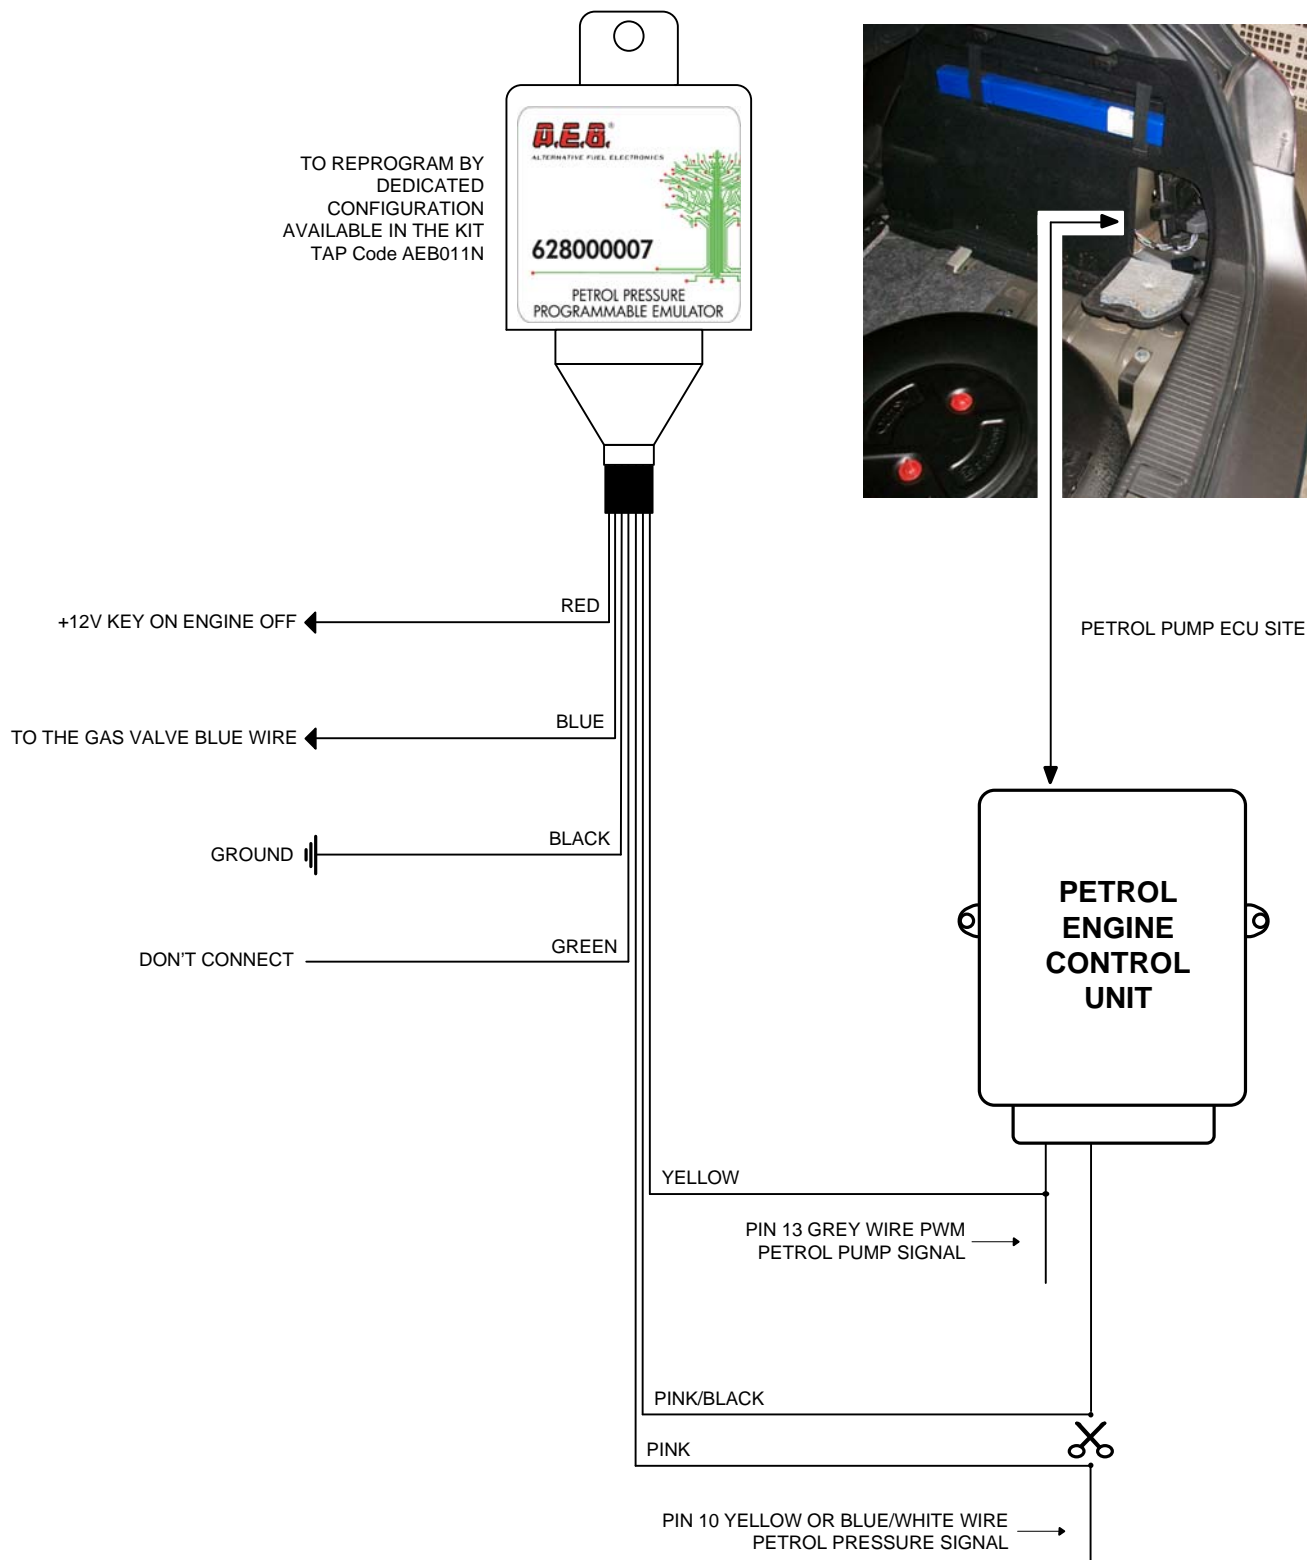 A.E.B.®
ALTERNATIVE FUEL ELECTRONICS
628000007
PETROL PRESSURE
PROGRAMMABLE EMULATOR
TO REPROGRAM BY
DEDICATED
CONFIGURATION
AVAILABLE IN THE KIT
TAP Code AEB011N
RED
+12V KEY ON ENGINE OFF
PETROL PUMP ECU SITE
BLUE
TO THE GAS VALVE BLUE WIRE
BLACK
GROUND
GREEN
DON'T CONNECT
PETROL
ENGINE
CONTROL
UNIT
YELLOW
PIN 13 GREY WIRE PWM
PETROL PUMP SIGNAL
PINK/BLACK
PINK
PIN 10 YELLOW OR BLUE/WHITE WIRE
PETROL PRESSURE SIGNAL